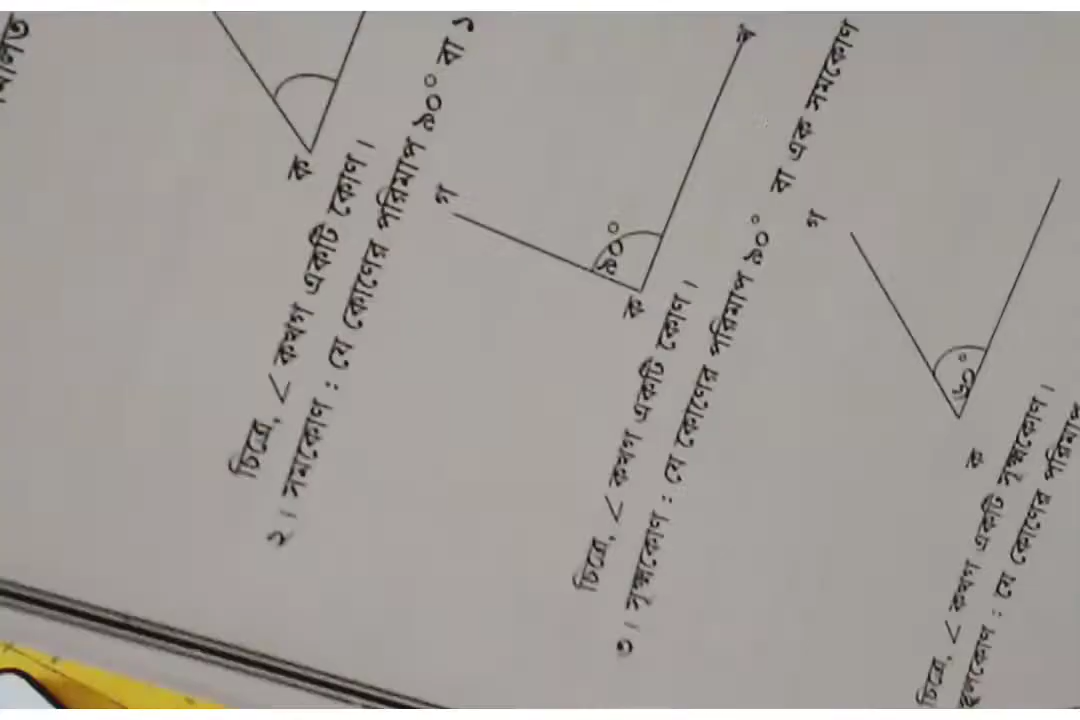 ক
চিত্রে, ∠ কখগ একটি কোণ।
২। সমকোণ : যে কোণের পরিমাপ ৯০° বা ১
গ
৯০°
ক
খ
চিত্রে, ∠ কখগ একটি কোণ।
৩। সূক্ষ্মকোণ : যে কোণের পরিমাপ ৯০° বা এক সমকোণ
গ
৬০°
ক
চিত্রে, ∠ কখগ একটি সূক্ষ্মকোণ।
স্থূলকোণ : যে কোণের পরিমাপ